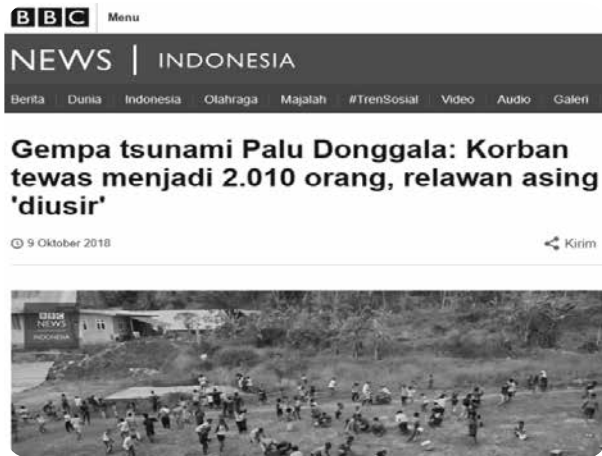 BBC Menu
NEWS | INDONESIA
Berita Dunia Indonesia Olahraga Majalah #TrenSosial Video Audio Galeri
Gempa tsunami Palu Donggala: Korban
tewas menjadi 2.010 orang, relawan asing
'diusir'
9 Oktober 2018 Kirim
BBC
NEWS
INDONESIA